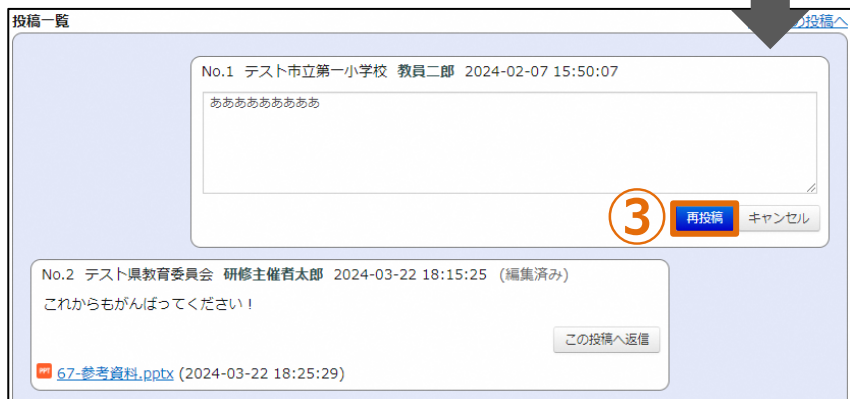 投稿一覧
の投稿へ
No.1 テスト市立第一小学校 教員二郎 2024-02-07 15:50:07
あああああああああ
③ 再投稿 キャンセル
No.2 テスト県教育委員会 研修主催者太郎 2024-03-22 18:15:25 (編集済み)
これからもがんばってください！
この投稿へ返信
PPT 67-参考資料.pptx (2024-03-22 18:25:29)